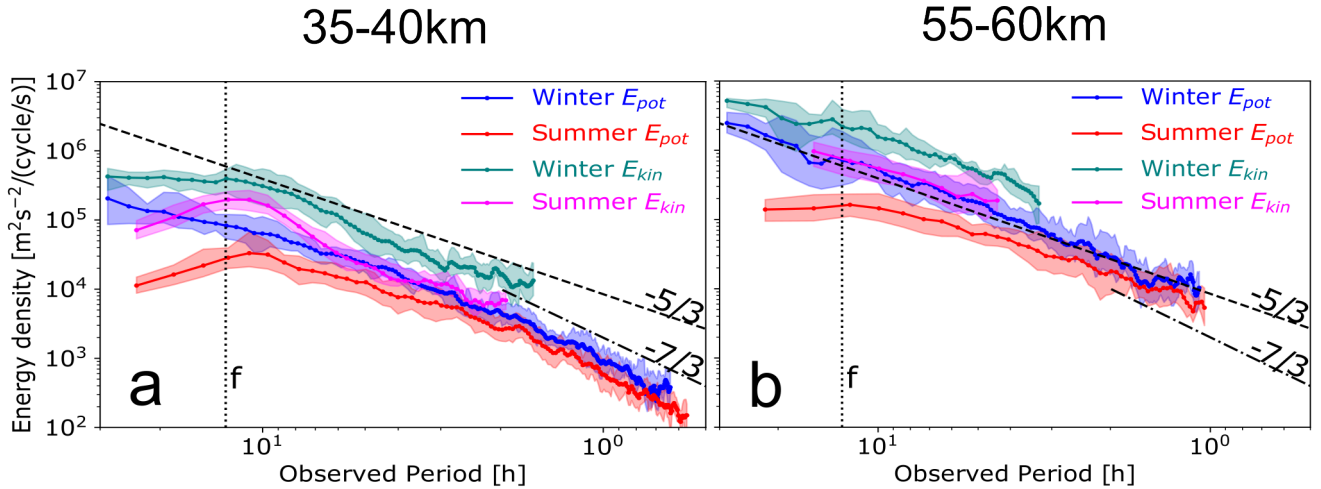 35-40km
55-60km
Energy density [m²s⁻²/(cycle/s)]
10⁷
10⁶
10⁵
10⁴
10³
10²
Winter E_pot
Summer E_pot
Winter E_kin
Summer E_kin
-5/3
-7/3
a
f
10¹
10⁰
Observed Period [h]
Winter E_pot
Summer E_pot
Winter E_kin
Summer E_kin
-5/3
-7/3
b
f
10¹
10⁰
Observed Period [h]